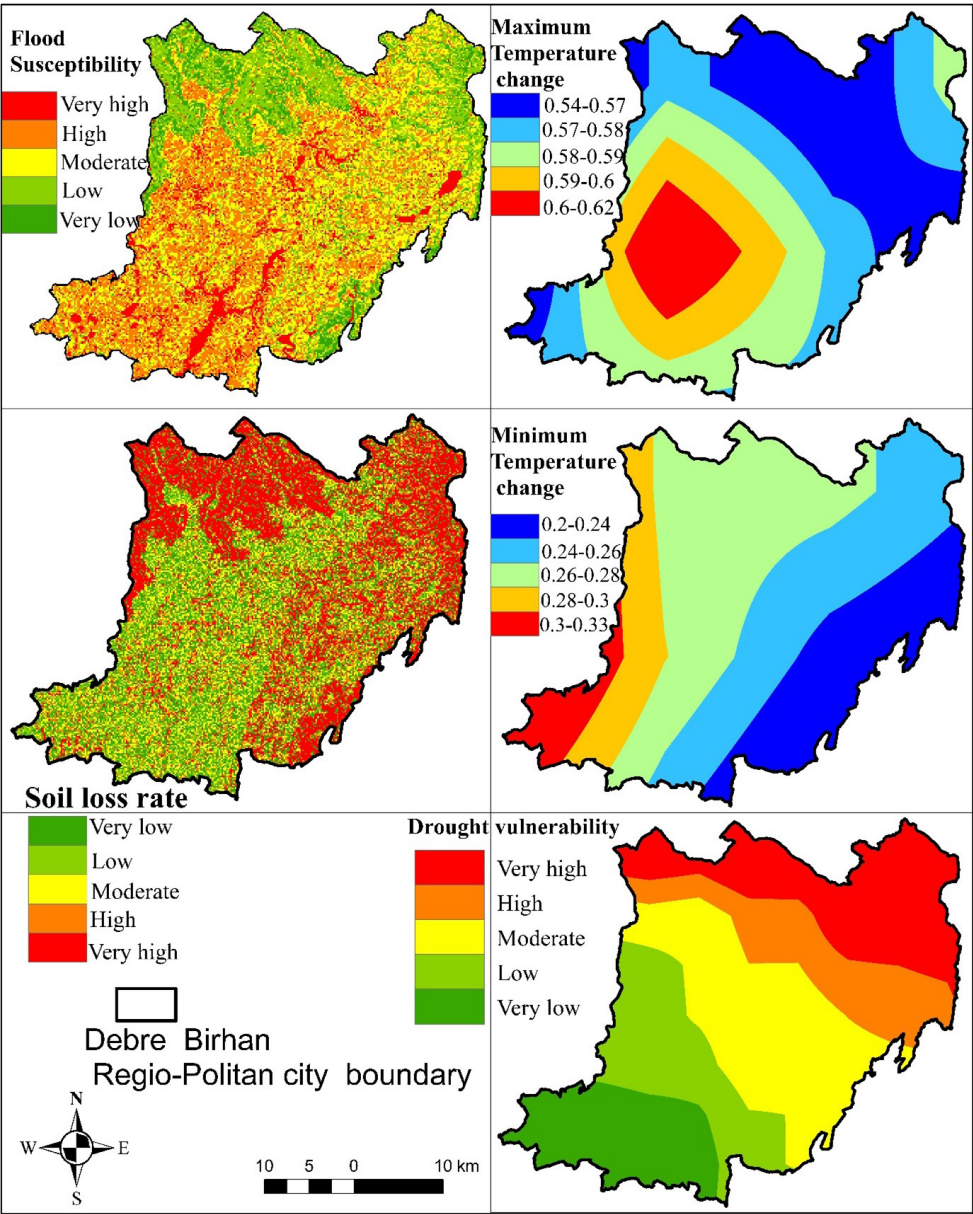 Flood
Susceptibility
Very high
High
Moderate
Low
Very low
Maximum
Temperature
change
0.54-0.57
0.57-0.58
0.58-0.59
0.59-0.6
0.6-0.62
Minimum
Temperature
change
0.2-0.24
0.24-0.26
0.26-0.28
0.28-0.3
0.3-0.33
Soil loss rate
Very low
Low
Moderate
High
Very high
Drought vulnerability
Very high
High
Moderate
Low
Very low
Debre Birhan
Regio-Politan city boundary
N
W E
S
10 5 0 10 km